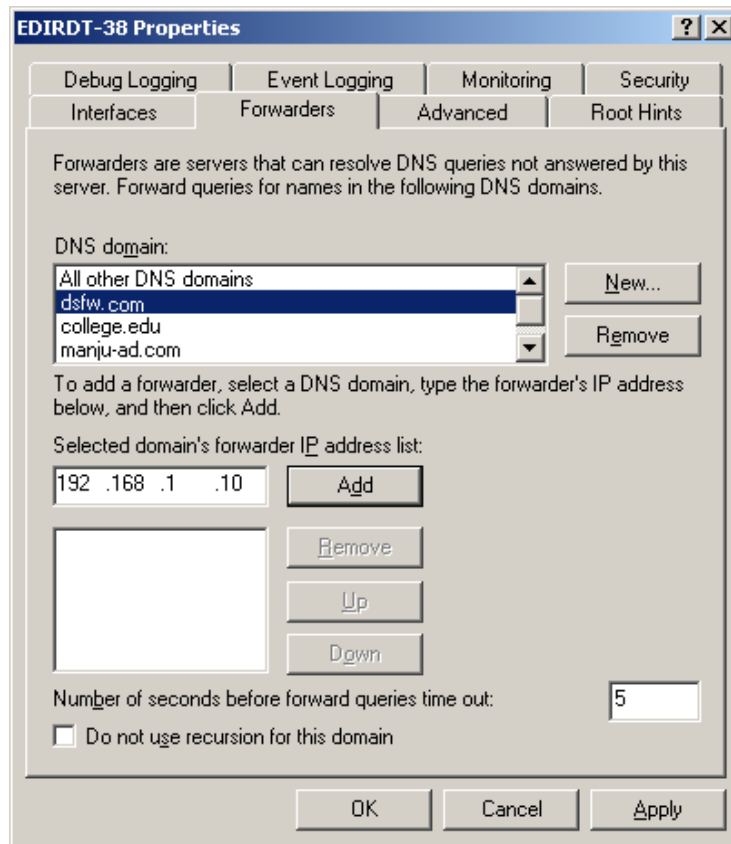 EDIRDT-38 Properties
Debug Logging Event Logging Monitoring Security
Interfaces Forwarders Advanced Root Hints
Forwarders are servers that can resolve DNS queries not answered by this
server. Forward queries for names in the following DNS domains.
DNS domain:
All other DNS domains
dsfw.com
college.edu
manju-ad.com
New...
Remove
To add a forwarder, select a DNS domain, type the forwarder's IP address
below, and then click Add.
Selected domain's forwarder IP address list:
192 .168 .1 .10 Add
Remove
Up
Down
Number of seconds before forward queries time out: 5
Do not use recursion for this domain
OK Cancel Apply